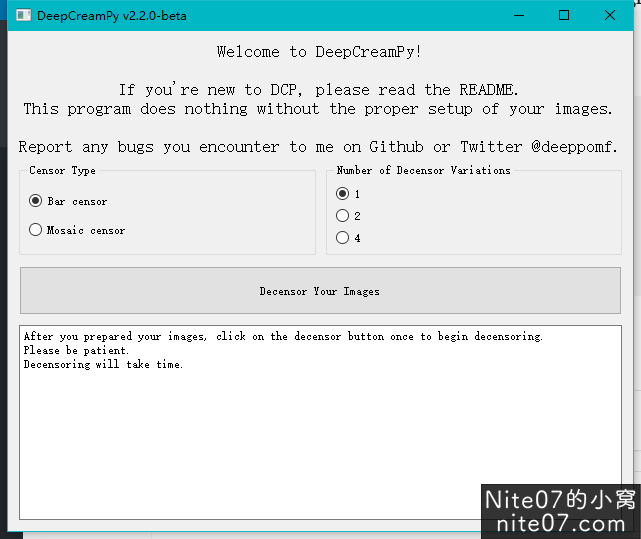 DeepCreamPy v2.2.0-beta
Welcome to DeepCreamPy!
If you're new to DCP, please read the README.
This program does nothing without the proper setup of your images.
Report any bugs you encounter to me on Github or Twitter @deeppomf.
Censor Type
Bar censor
Mosaic censor
Number of Decensor Variations
1
2
4
Decensor Your Images
After you prepared your images, click on the decensor button once to begin decensoring.
Please be patient.
Decensoring will take time.
Nite07的小窝
nite07.com